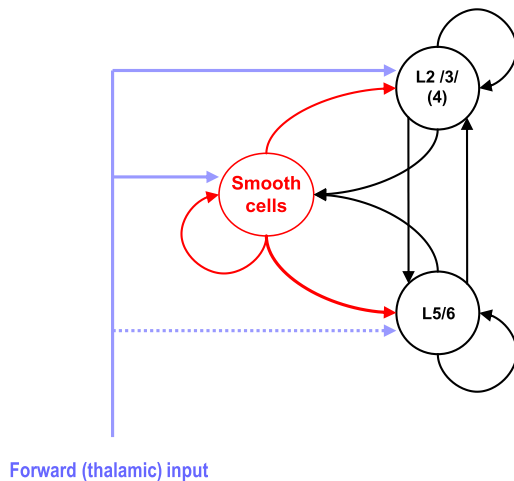 L2 /3/
(4)
Smooth
cells
L5/6
Forward (thalamic) input